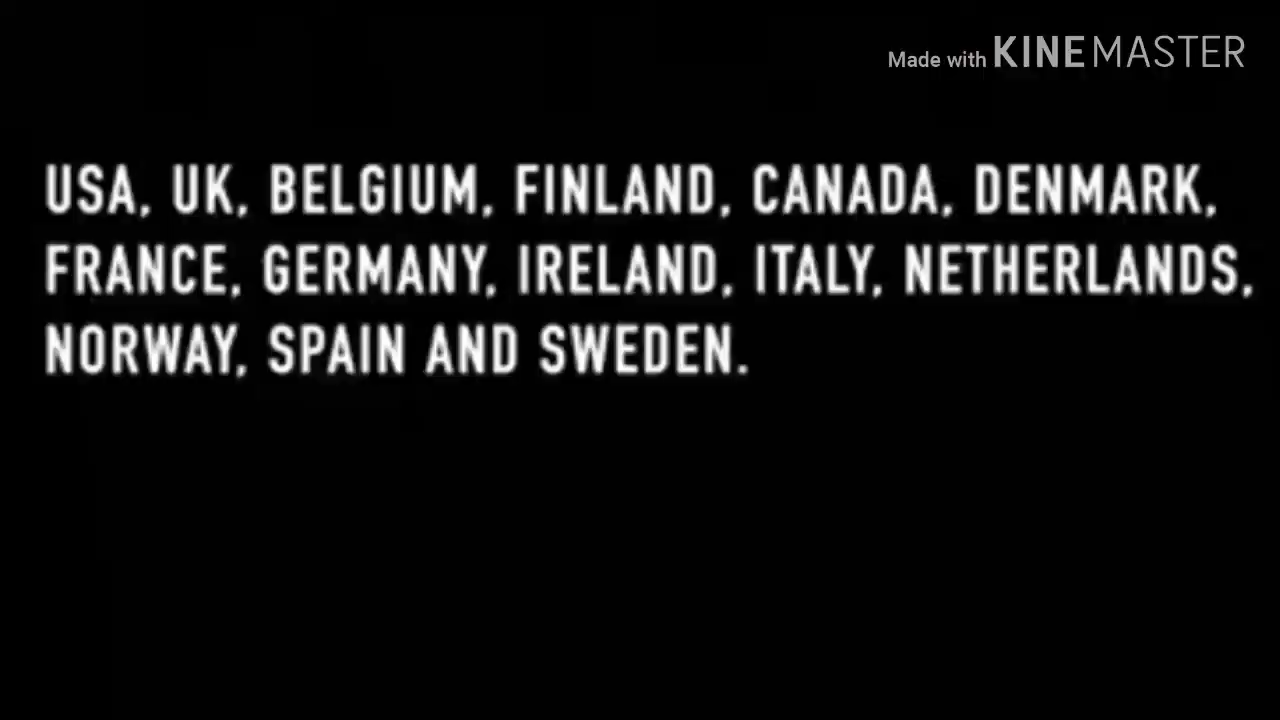 Made with KINEMASTER
USA, UK, BELGIUM, FINLAND, CANADA, DENMARK,
FRANCE, GERMANY, IRELAND, ITALY, NETHERLANDS,
NORWAY, SPAIN AND SWEDEN.